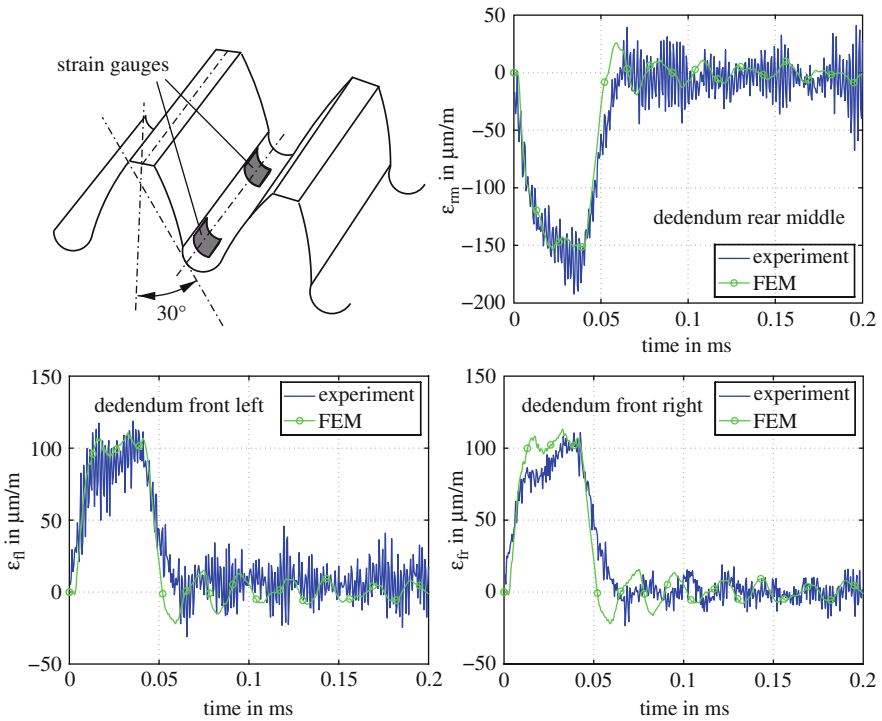 strain gauges
30°
50
0
−50
−100
−150
−200
ε_rm in μm/m
dedendum rear middle
experiment
FEM
0 0.05 0.1 0.15 0.2
time in ms
150
100
50
0
−50
ε_fl in μm/m
dedendum front left
experiment
FEM
0 0.05 0.1 0.15 0.2
time in ms
150
100
50
0
−50
ε_fr in μm/m
dedendum front right
experiment
FEM
0 0.05 0.1 0.15 0.2
time in ms